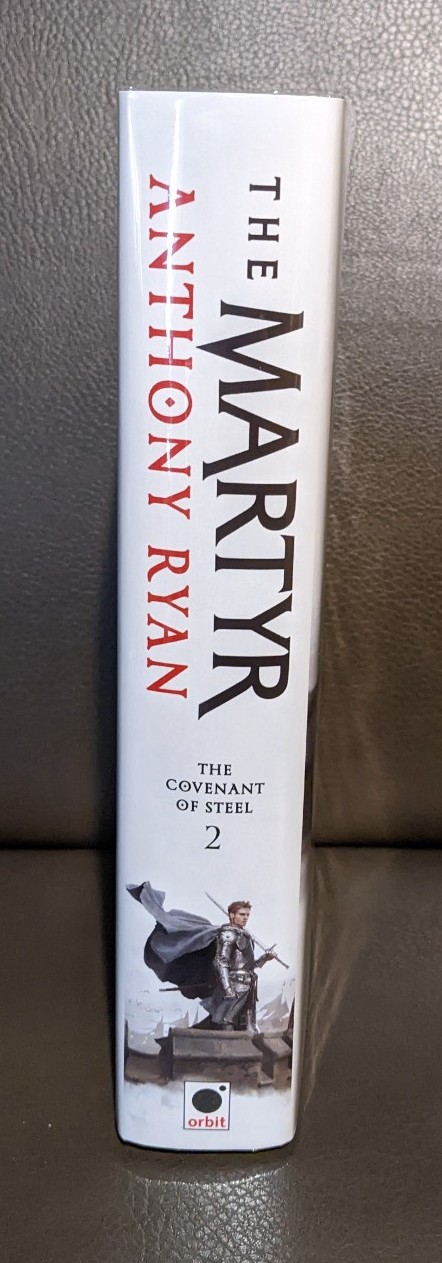 THE MARTYR
ANTHONY RYAN
THE
COVENANT
OF STEEL
2
orbit